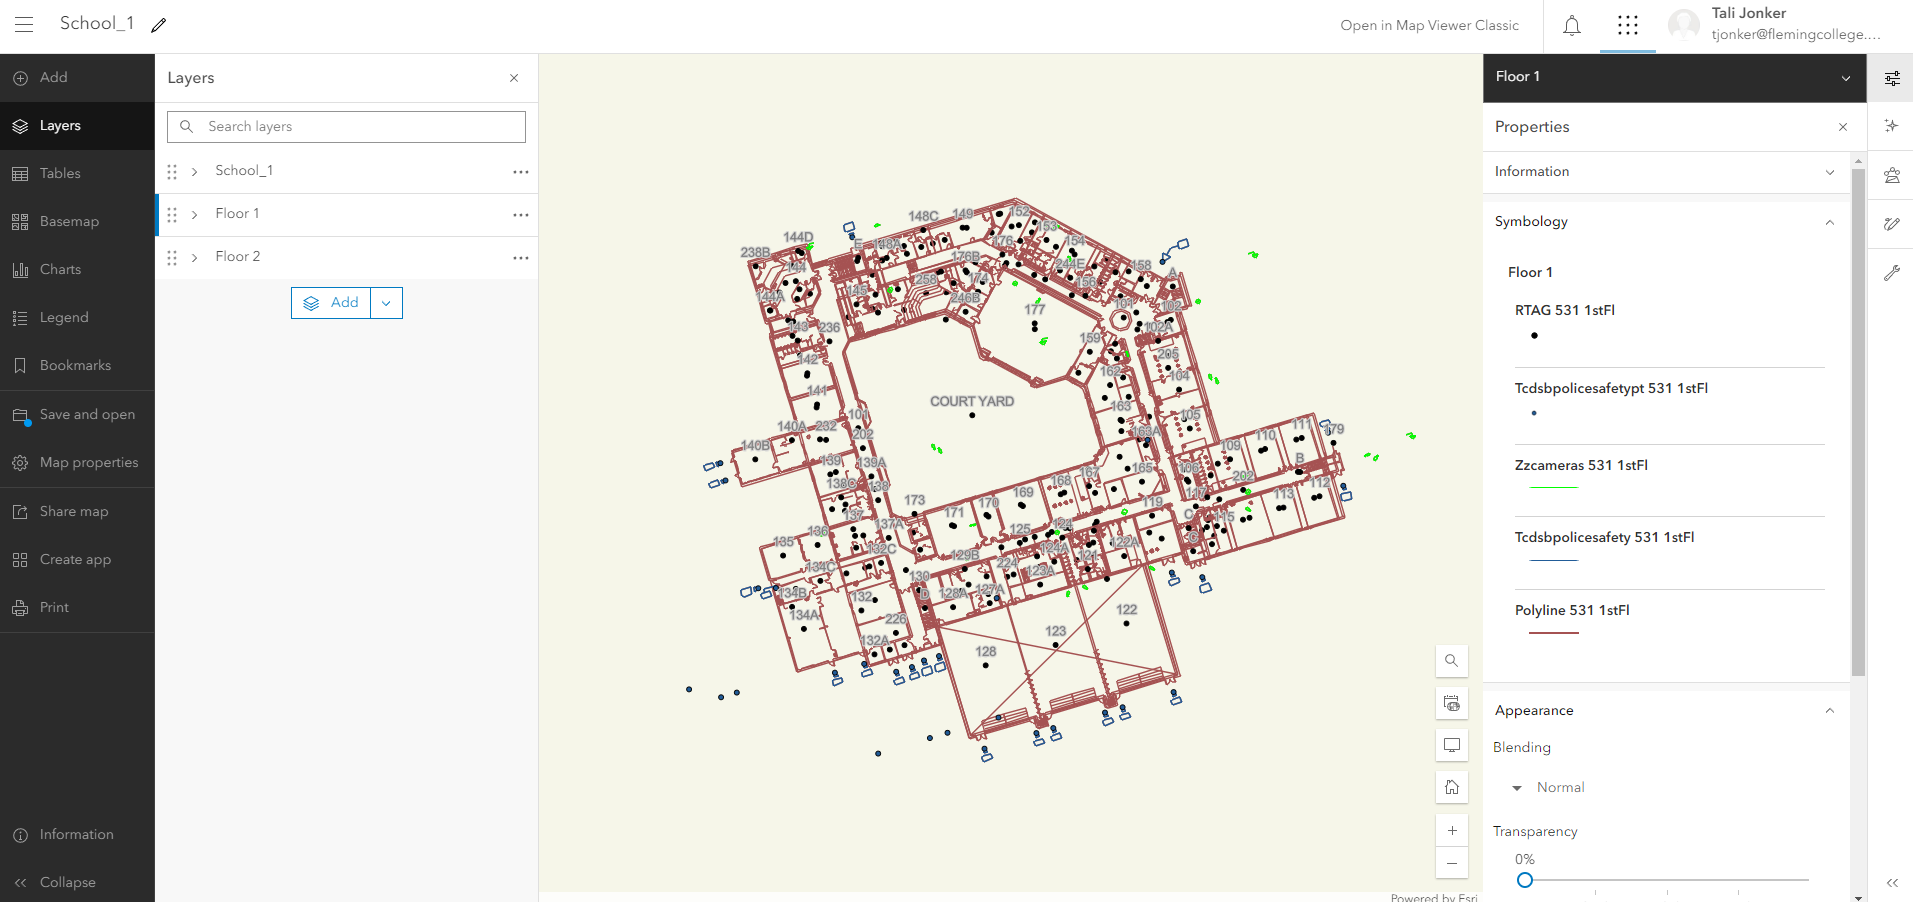 School_1
Open in Map Viewer Classic
Tali Jonker
tjonker@flemingcollege....
Add
Layers
Tables
Basemap
Charts
Legend
Bookmarks
Save and open
Map properties
Share map
Create app
Print
Information
Collapse
Layers
Search layers
School_1
Floor 1
Floor 2
Add
148C
149
152
153
144D
E
148A
176
154
238B
176B
244E
158
A
144
258
174
156
144A
145
246B
101
102
177
143
236
102A
159
142
205
162
104
141
COURT YARD
163
101
105
140A
232
202
163A
111
179
140B
109
110
139
139A
165
106
B
138C
138
168
167
202
112
173
169
117
113
137
171
170
119
O
115
136
137A
125
124
C
135
132C
129B
124A
122A
121
134C
130
224
123A
134B
132
D
128A
127A
134A
226
122
132A
123
128
Powered by Esri
Floor 1
Properties
Information
Symbology
Floor 1
RTAG 531 1stFl
Tcdsbpolicesafetypt 531 1stFl
Zzcameras 531 1stFl
Tcdsbpolicesafety 531 1stFl
Polyline 531 1stFl
Appearance
Blending
Normal
Transparency
0%